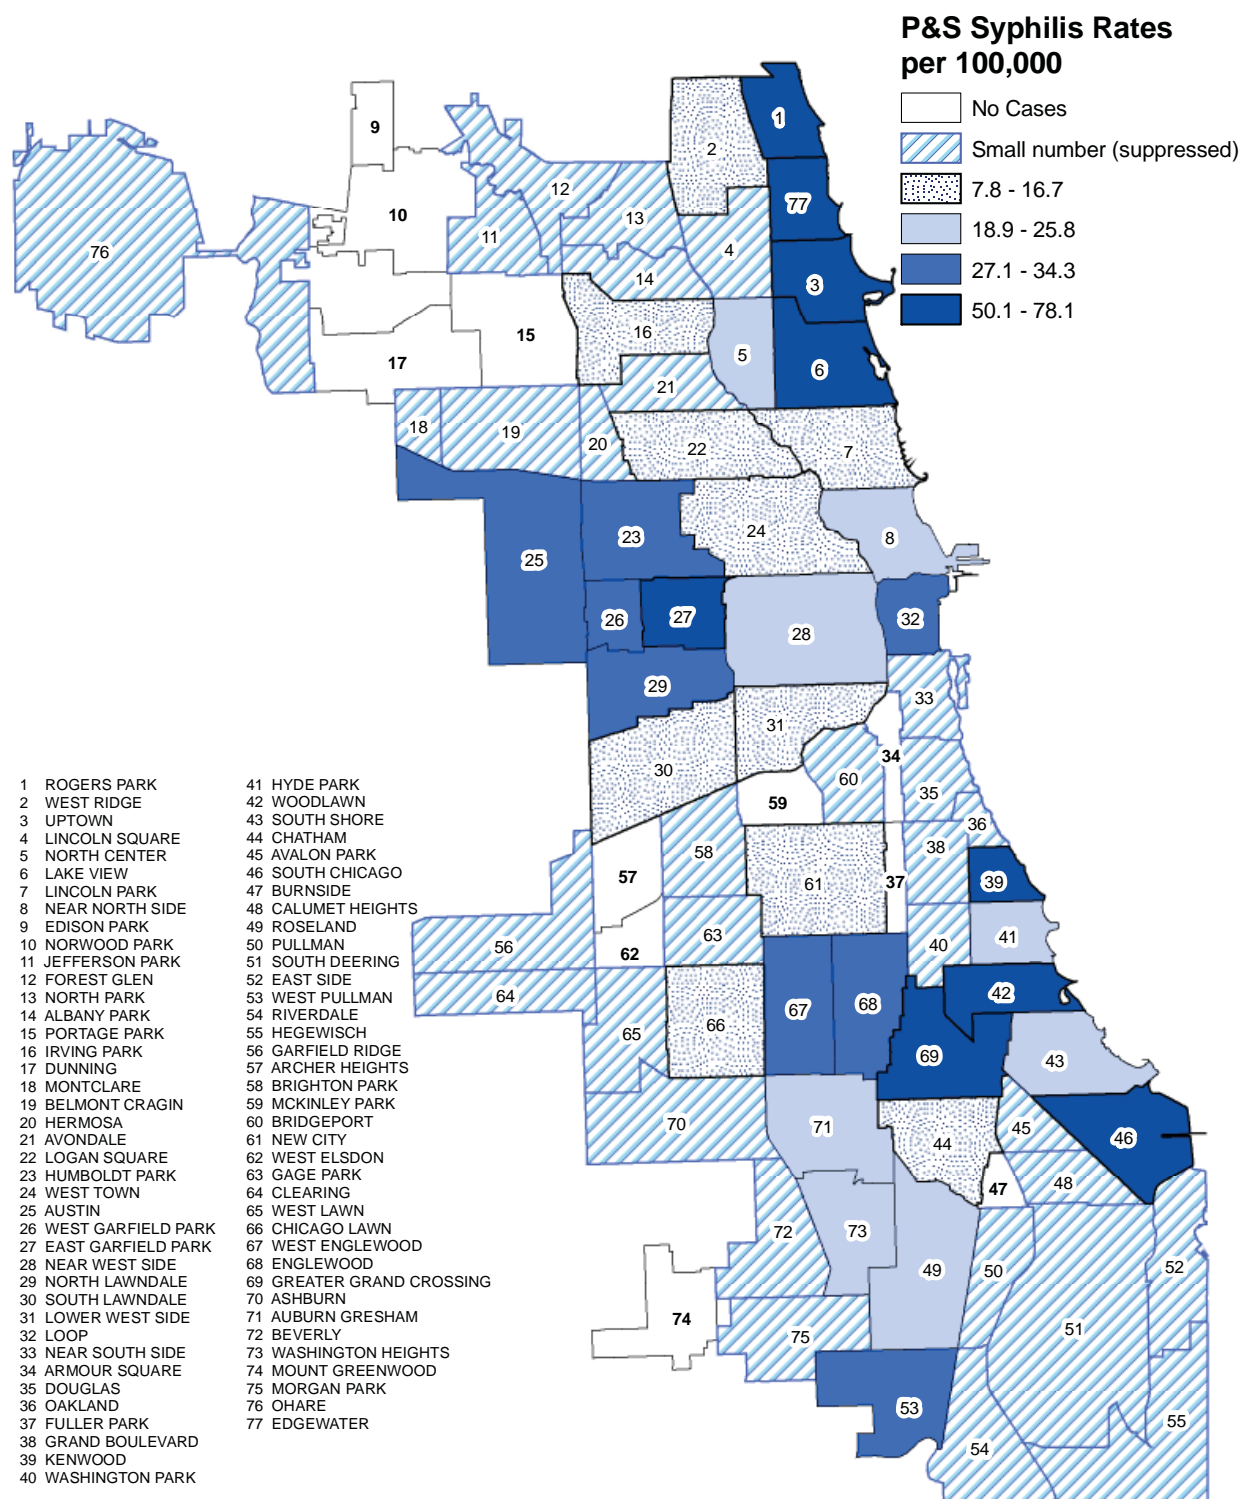 P&S Syphilis Rates
per 100,000
No Cases
Small number (suppressed)
7.8 - 16.7
18.9 - 25.8
27.1 - 34.3
50.1 - 78.1
1
9
2
77
12
10
13
11
4
76
14
3
15
16
5
17
6
21
18
19
20
22
7
24
23
8
25
26
27
32
28
29
33
31
34
30
60
35
59
36
38
58
57
39
61
37
63
41
56
40
62
42
64
67
68
66
65
69
43
70
71
45
44
46
48
47
72
73
52
49
50
74
51
75
53
55
54
1 ROGERS PARK
2 WEST RIDGE
3 UPTOWN
4 LINCOLN SQUARE
5 NORTH CENTER
6 LAKE VIEW
7 LINCOLN PARK
8 NEAR NORTH SIDE
9 EDISON PARK
10 NORWOOD PARK
11 JEFFERSON PARK
12 FOREST GLEN
13 NORTH PARK
14 ALBANY PARK
15 PORTAGE PARK
16 IRVING PARK
17 DUNNING
18 MONTCLARE
19 BELMONT CRAGIN
20 HERMOSA
21 AVONDALE
22 LOGAN SQUARE
23 HUMBOLDT PARK
24 WEST TOWN
25 AUSTIN
26 WEST GARFIELD PARK
27 EAST GARFIELD PARK
28 NEAR WEST SIDE
29 NORTH LAWNDALE
30 SOUTH LAWNDALE
31 LOWER WEST SIDE
32 LOOP
33 NEAR SOUTH SIDE
34 ARMOUR SQUARE
35 DOUGLAS
36 OAKLAND
37 FULLER PARK
38 GRAND BOULEVARD
39 KENWOOD
40 WASHINGTON PARK
41 HYDE PARK
42 WOODLAWN
43 SOUTH SHORE
44 CHATHAM
45 AVALON PARK
46 SOUTH CHICAGO
47 BURNSIDE
48 CALUMET HEIGHTS
49 ROSELAND
50 PULLMAN
51 SOUTH DEERING
52 EAST SIDE
53 WEST PULLMAN
54 RIVERDALE
55 HEGEWISCH
56 GARFIELD RIDGE
57 ARCHER HEIGHTS
58 BRIGHTON PARK
59 MCKINLEY PARK
60 BRIDGEPORT
61 NEW CITY
62 WEST ELSDON
63 GAGE PARK
64 CLEARING
65 WEST LAWN
66 CHICAGO LAWN
67 WEST ENGLEWOOD
68 ENGLEWOOD
69 GREATER GRAND CROSSING
70 ASHBURN
71 AUBURN GRESHAM
72 BEVERLY
73 WASHINGTON HEIGHTS
74 MOUNT GREENWOOD
75 MORGAN PARK
76 OHARE
77 EDGEWATER